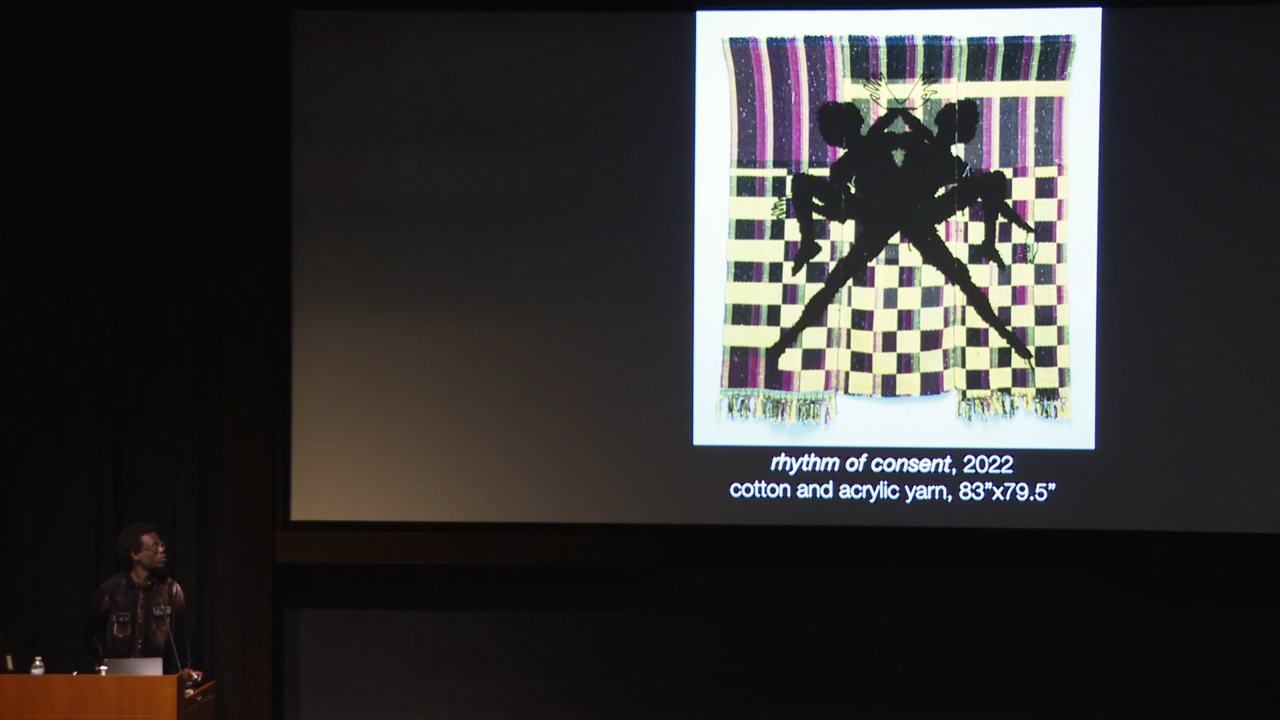 rhythm of consent, 2022
cotton and acrylic yarn, 83”x79.5”